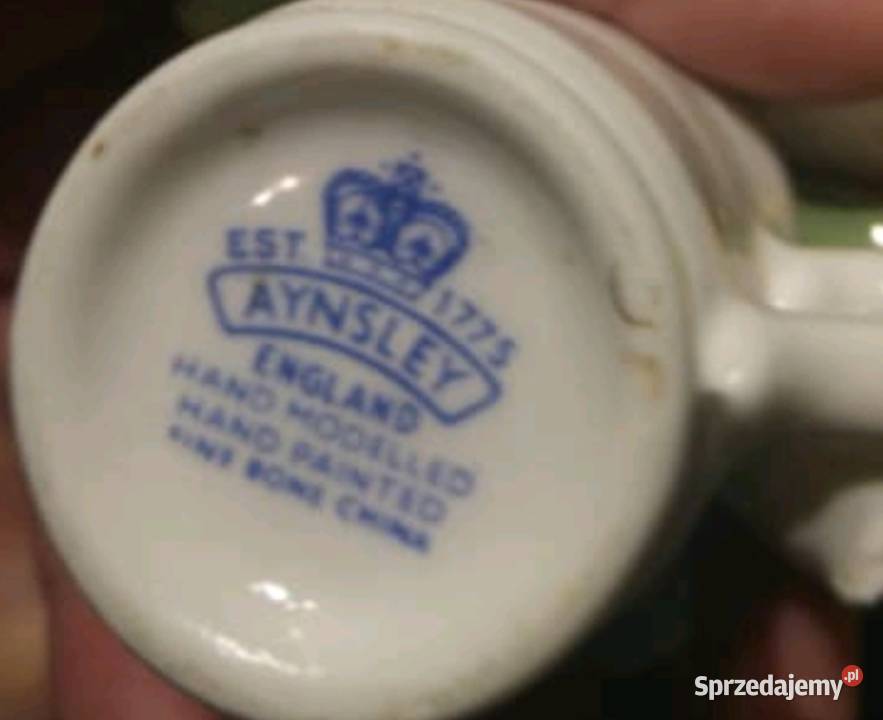 EST. 1775
AYNSLEY
ENGLAND
HAND MODELLED
HAND PAINTED
FINE BONE CHINA
Sprzedajemy.pl